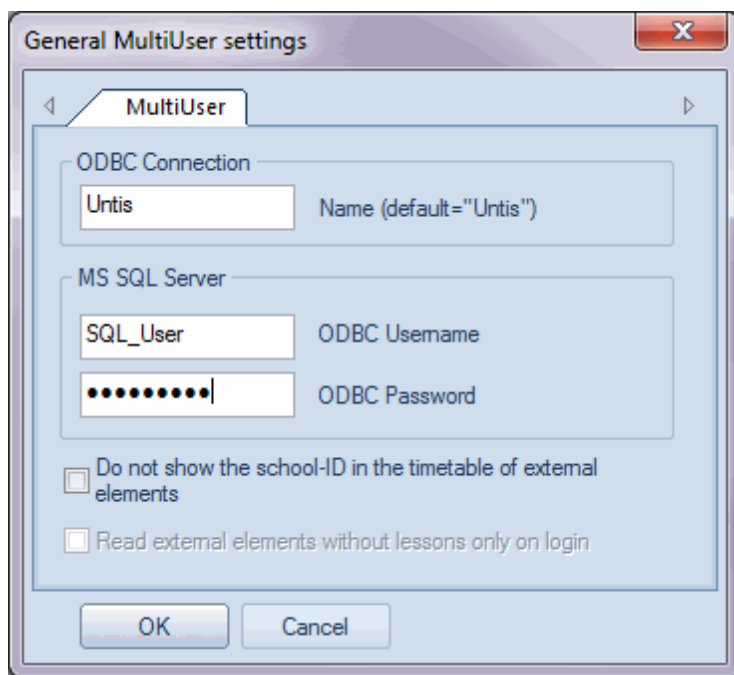 General MultiUser settings
MultiUser
ODBC Connection
Untis Name (default="Untis")
MS SQL Server
SQL_User ODBC Username
●●●●●●●●● ODBC Password
Do not show the school-ID in the timetable of external
elements
Read external elements without lessons only on login
OK Cancel